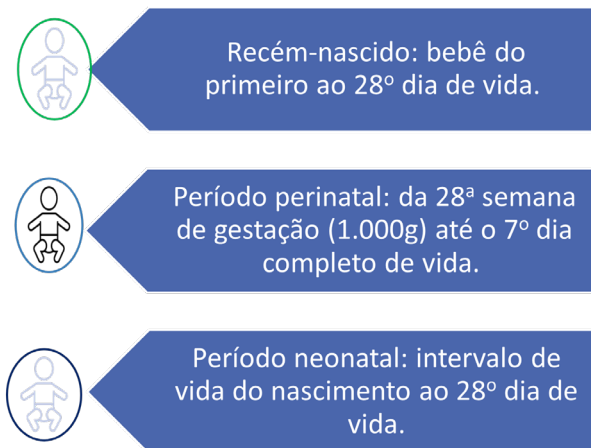 Recém-nascido: bebê do
primeiro ao 28º dia de vida.
Período perinatal: da 28ª semana
de gestação (1.000g) até o 7º dia
completo de vida.
Período neonatal: intervalo de
vida do nascimento ao 28º dia de
vida.